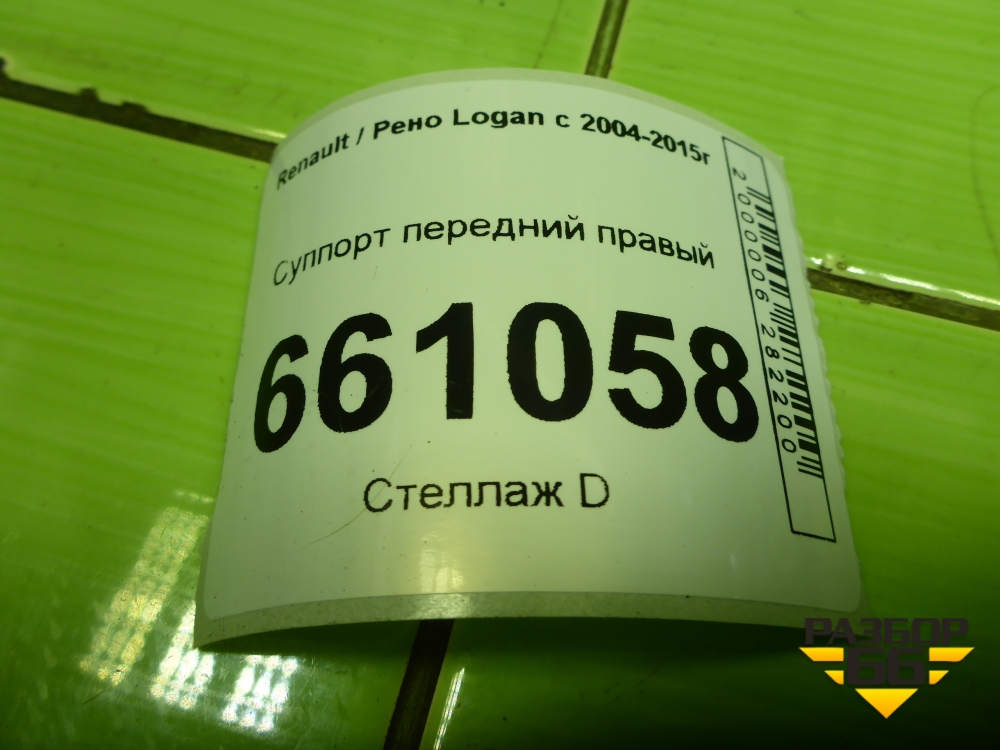 Renault / Рено Logan с 2004-2015г
Суппорт передний правый
661058
Стеллаж D
2000006282200
РАЗБОР
66